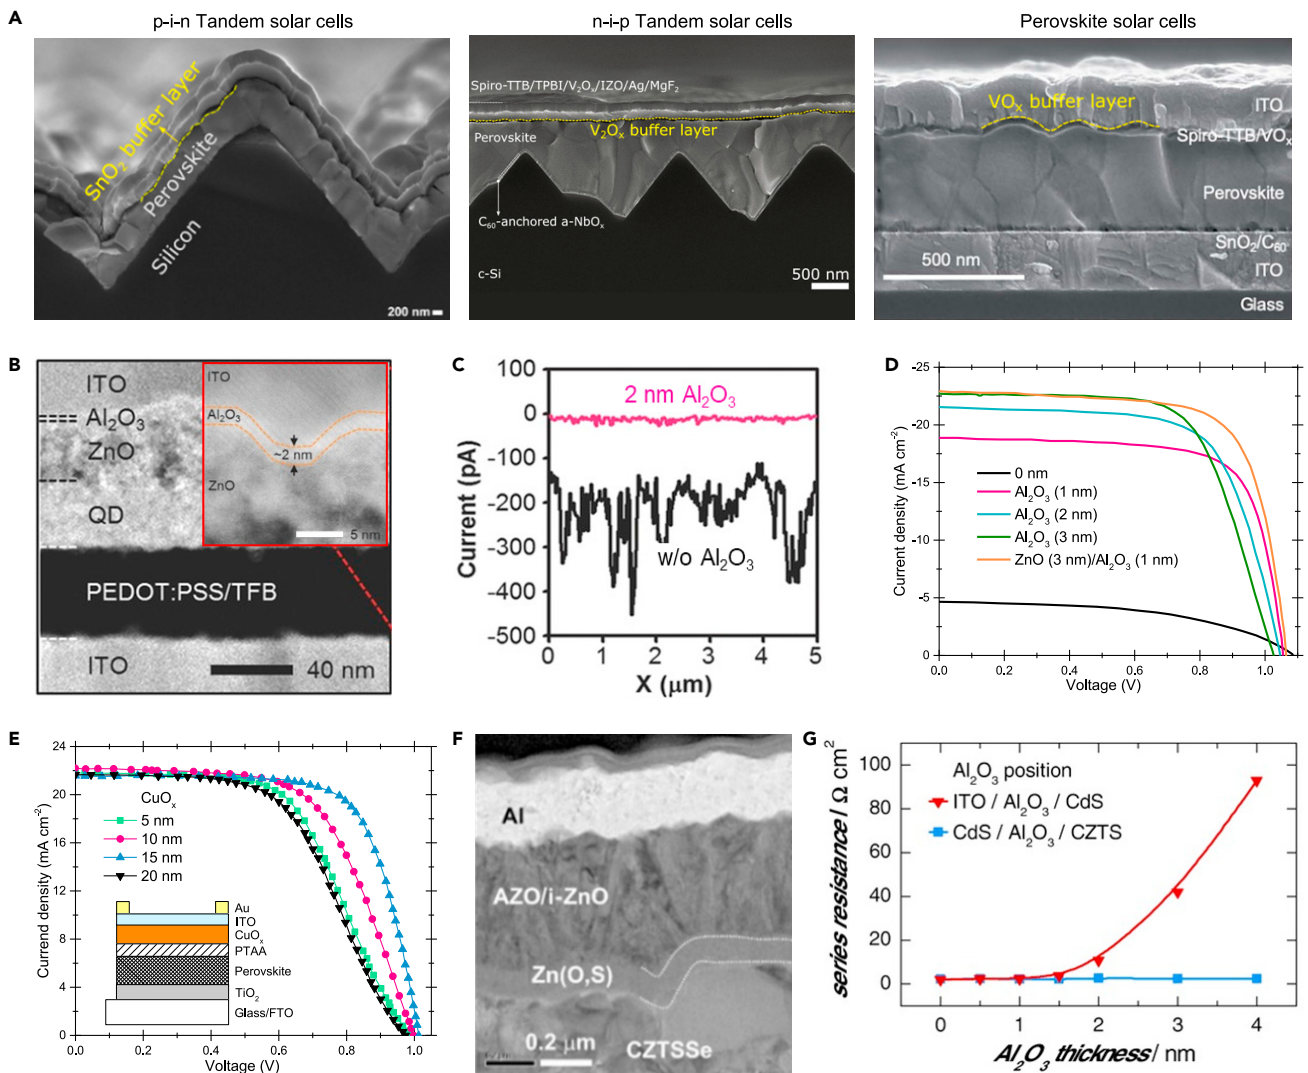 p-i-n Tandem solar cells
n-i-p Tandem solar cells
Perovskite solar cells
A
SnO2 buffer layer
Perovskite
Silicon
200 nm
Spiro-TTB/TPBI/V2Ox/IZO/Ag/MgF2
V2Ox buffer layer
Perovskite
C60-anchored a-NbOx
c-Si
500 nm
VOx buffer layer
ITO
Spiro-TTB/VOx
Perovskite
SnO2/C60
500 nm
ITO
Glass
B
ITO
Al2O3
ZnO
QD
PEDOT:PSS/TFB
ITO
40 nm
ITO
Al2O3
~2 nm
ZnO
5 nm
C
100
0
-100
-200
-300
-400
-500
Current (pA)
2 nm Al2O3
w/o Al2O3
0 1 2 3 4 5
X (μm)
D
-25
-20
-15
-10
-5
0
Current density (mA cm-2)
0 nm
Al2O3 (1 nm)
Al2O3 (2 nm)
Al2O3 (3 nm)
ZnO (3 nm)/Al2O3 (1 nm)
0.0 0.2 0.4 0.6 0.8 1.0
Voltage (V)
E
24
20
16
12
8
4
0
Currend density (mA cm-2)
CuOx
5 nm
10 nm
15 nm
20 nm
Au
ITO
CuOx
PTAA
Perovskite
TiO2
Glass/FTO
0.0 0.2 0.4 0.6 0.8 1.0
Voltage (V)
F
Al
AZO/i-ZnO
Zn(O,S)
0.2 μm
CZTSSe
G
100
80
60
40
20
0
series resistance / Ω cm2
Al2O3 position
ITO / Al2O3 / CdS
CdS / Al2O3 / CZTS
0 1 2 3 4
Al2O3 thickness / nm